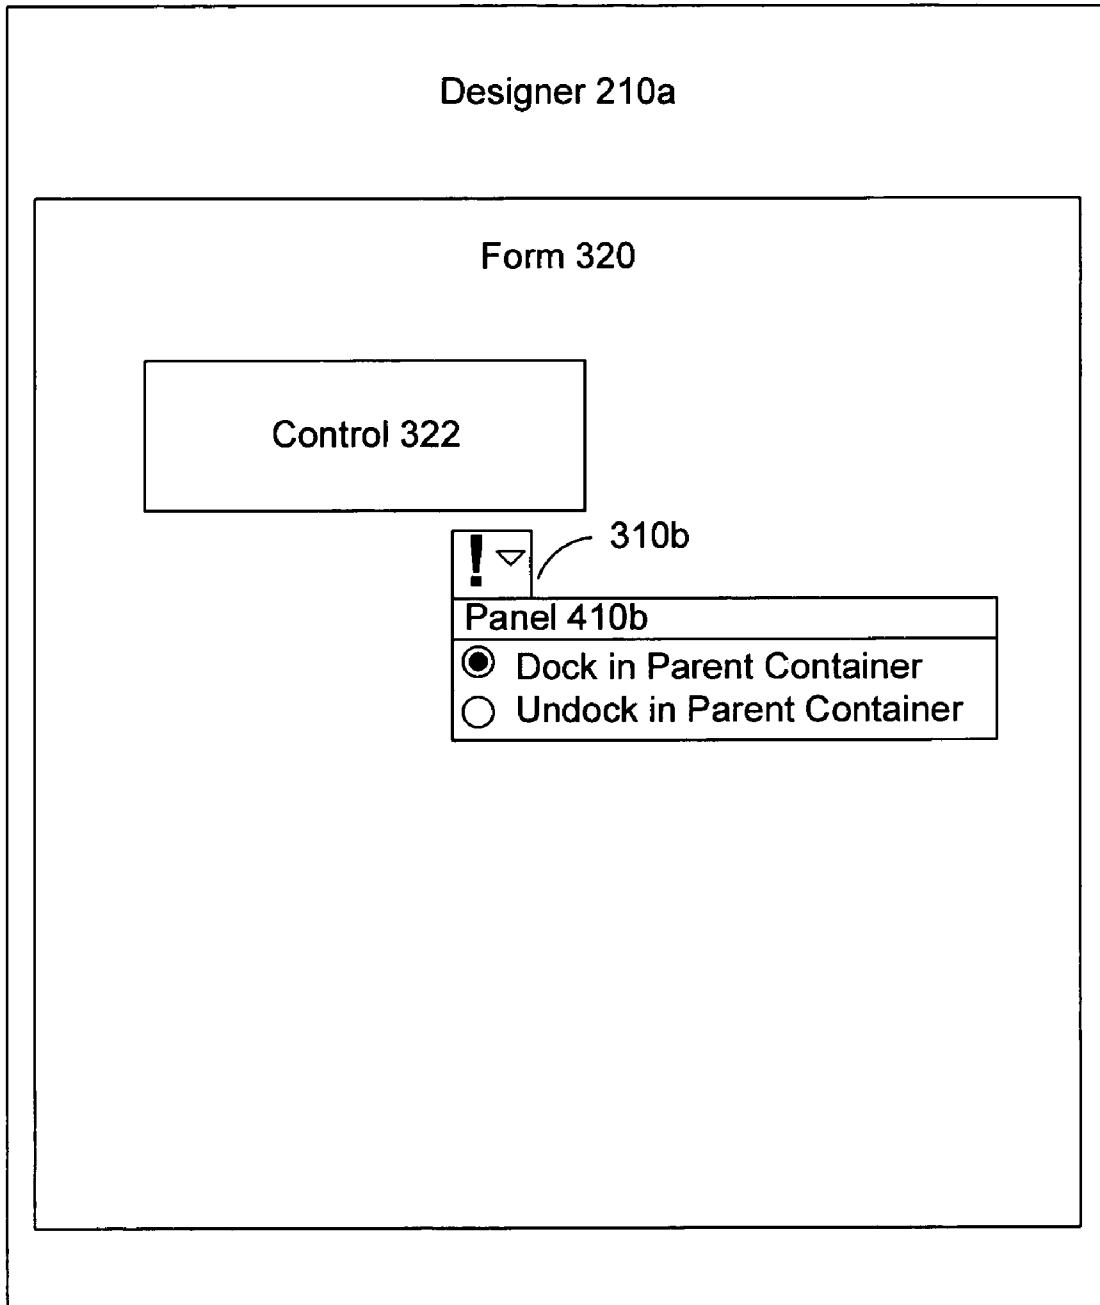 Designer 210a
Form 320
Control 322
310b
!
Panel 410b
Dock in Parent Container
Undock in Parent Container